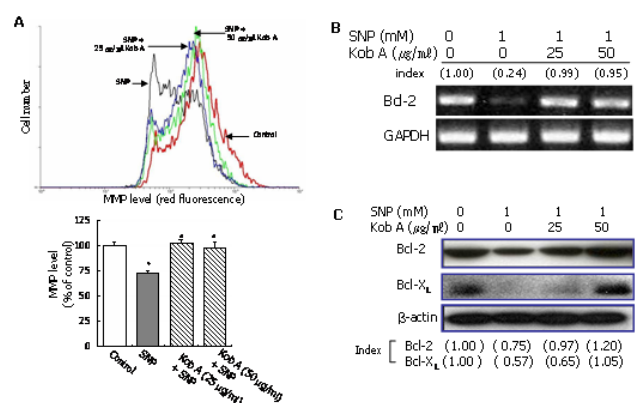 A
SNP +
25 ㎍/ml Kob A
SNP +
50 ㎍/ml Kob A
SNP
Control
Cell number
MMP level (red fluorescence)
MMP level
(% of control)
125
100
75
50
25
0
*
#
#
Control
SNP
Kob A (25 μg/ml)
+ SNP
Kob A (50 μg/ml)
+ SNP
B
SNP (mM) 0 1 1 1
Kob A (㎍/㎖) 0 0 25 50
index (1.00) (0.24) (0.99) (0.95)
Bcl-2
GAPDH
C
SNP (mM) 0 1 1 1
Kob A (㎍/㎖) 0 0 25 50
Bcl-2
Bcl-XL
β-actin
Index
Bcl-2 (1.00) (0.75) (0.97) (1.20)
Bcl-XL (1.00) (0.57) (0.65) (1.05)